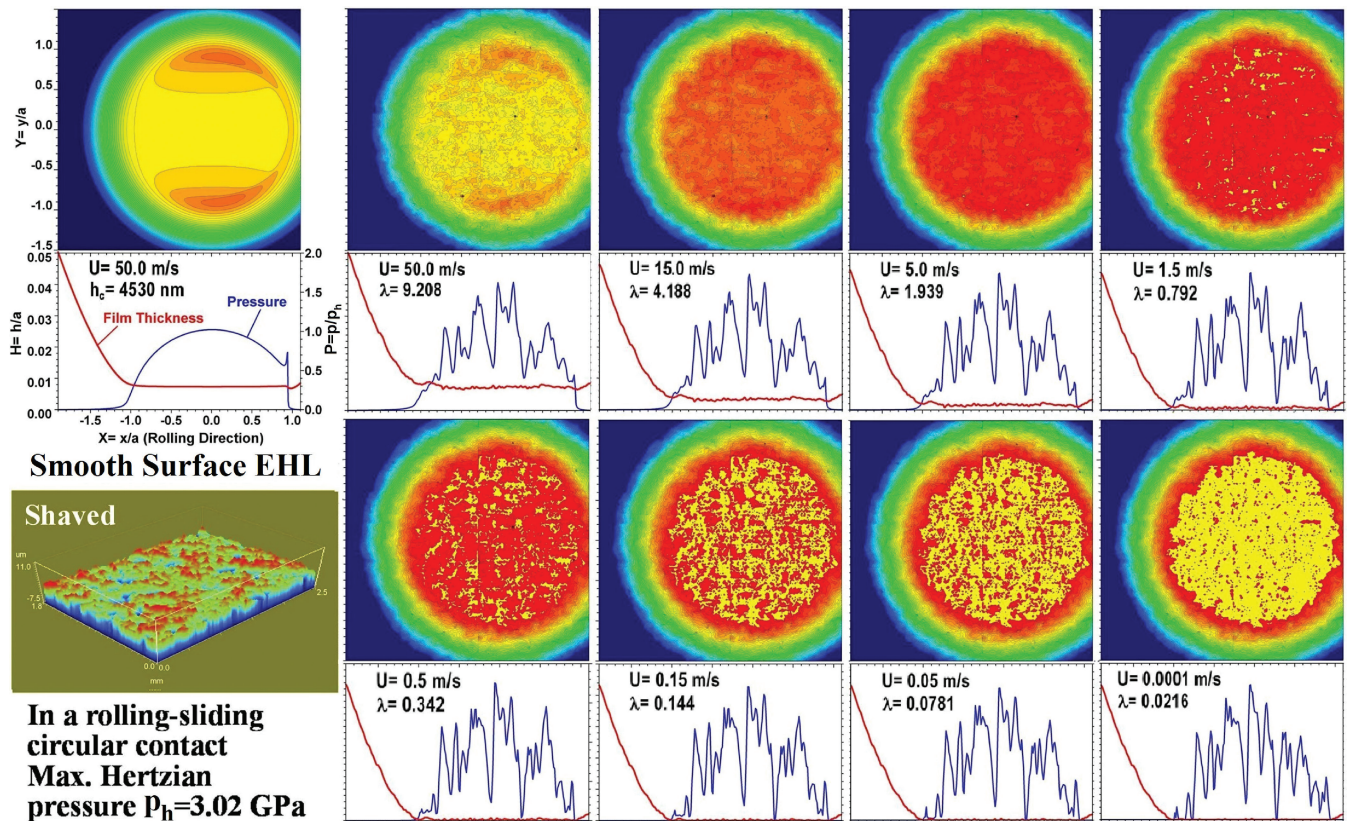 1.5
1.0
0.5
0.0
-0.5
-1.0
-1.5
Y= y/a
0.05
0.04
0.03
0.02
0.01
0.00
H= h/a
U= 50.0 m/s
h_c= 4530 nm
Film Thickness
Pressure
2.0
1.5
1.0
0.5
0.0
P=p/p_h
-1.5 -1.0 -0.5 0.0 0.5 1.0
X= x/a (Rolling Direction)
Smooth Surface EHL
U= 50.0 m/s
λ= 9.208
U= 15.0 m/s
λ= 4.188
U= 5.0 m/s
λ= 1.939
U= 1.5 m/s
λ= 0.792
Shaved
um
11.0
-7.5
1.8
0.0 0.0
mm
2.5
In a rolling-sliding
circular contact
Max. Hertzian
pressure p_h=3.02 GPa
U= 0.5 m/s
λ= 0.342
U= 0.15 m/s
λ= 0.144
U= 0.05 m/s
λ= 0.0781
U= 0.0001 m/s
λ= 0.0216